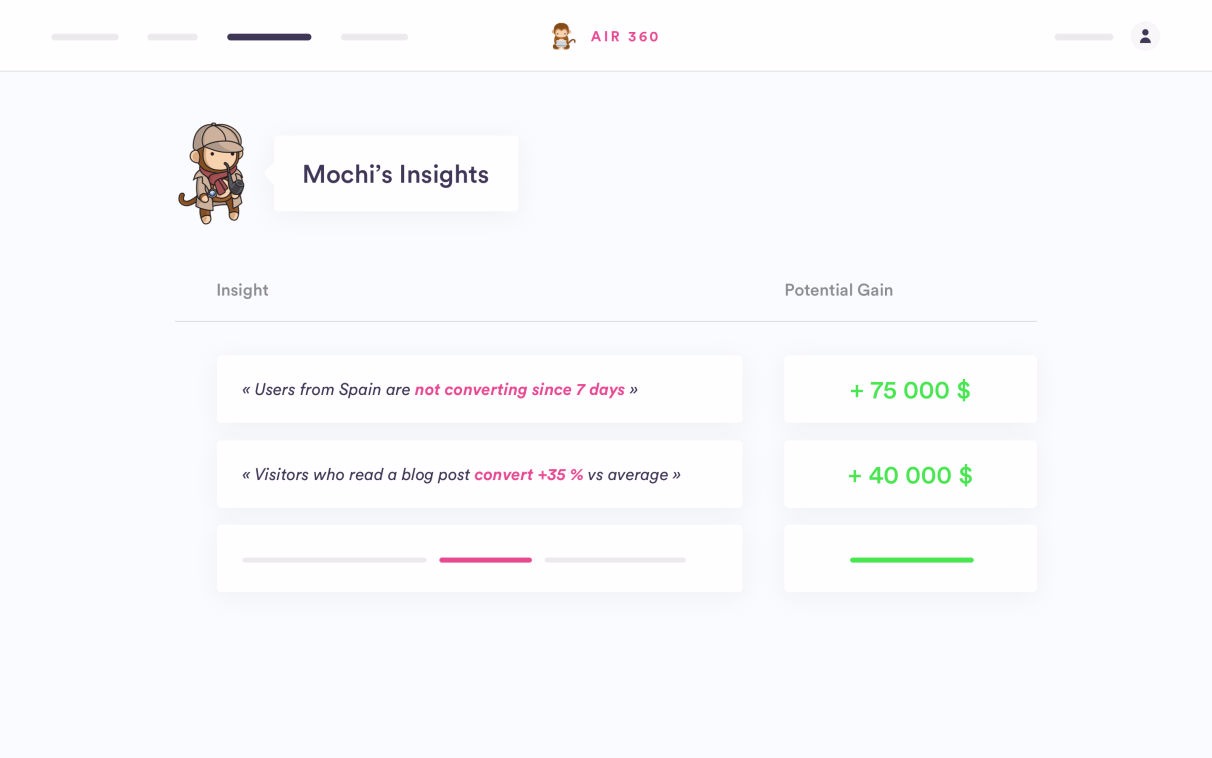 AIR 360
Mochi’s Insights
Insight
Potential Gain
« Users from Spain are not converting since 7 days »
+ 75 000 $
« Visitors who read a blog post convert +35 % vs average »
+ 40 000 $